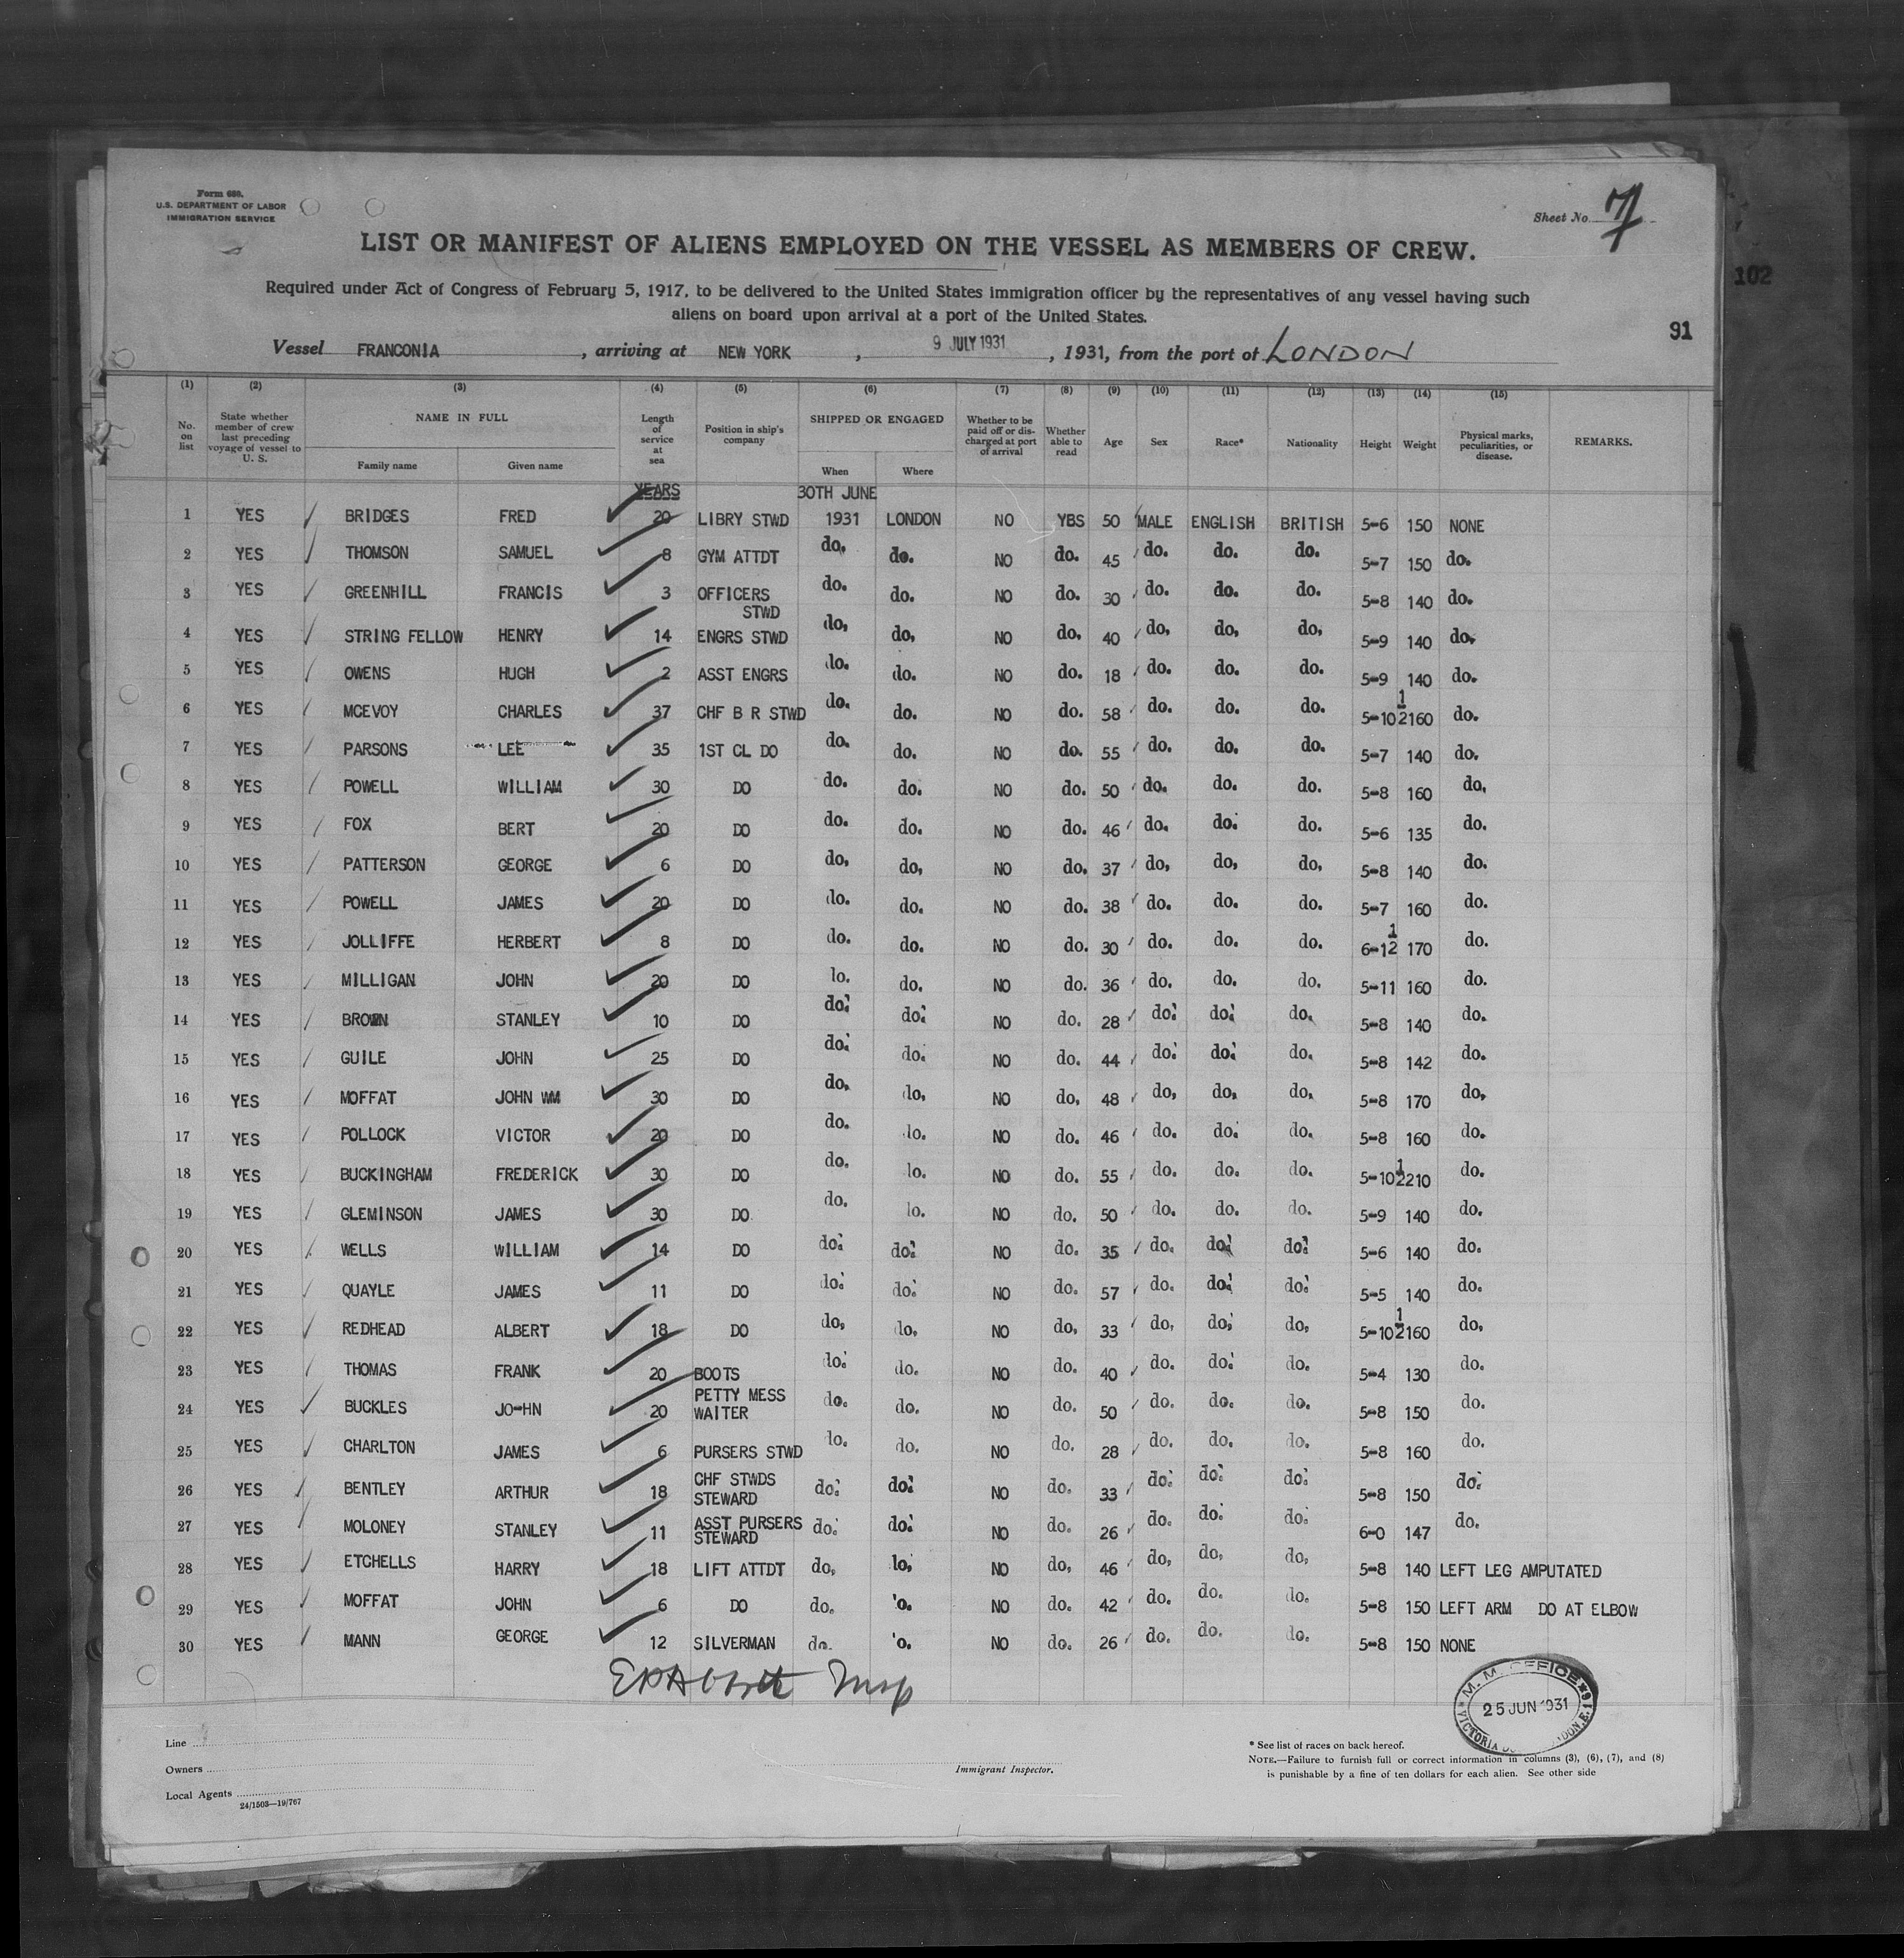 Form 680.
U.S. DEPARTMENT OF LABOR
IMMIGRATION SERVICE
Sheet No. 7
LIST OR MANIFEST OF ALIENS EMPLOYED ON THE VESSEL AS MEMBERS OF CREW.
102
Required under Act of Congress of February 5, 1917, to be delivered to the United States immigration officer by the representatives of any vessel having such
aliens on board upon arrival at a port of the United States.
91
Vessel FRANCONIA, arriving at NEW YORK, 9 JULY 1931, 1931, from the port of LONDON
(1) (2) (3) (4) (5) (6) (7) (8) (9) (10) (11) (12) (13) (14) (15)
No. on list State whether member of crew last preceding voyage of vessel to U. S. NAME IN FULL Family name Given name Length of service at sea Position in ship's company SHIPPED OR ENGAGED When Where Whether to be paid off or discharged at port of arrival Whether able to read Age Sex Race* Nationality Height Weight Physical marks, peculiarities, or disease. REMARKS.
YEARS 30TH JUNE
1 YES BRIDGES FRED 20 LIBRY STWD 1931 LONDON NO YBS 50 MALE ENGLISH BRITISH 5-6 150 NONE
2 YES THOMSON SAMUEL 8 GYM ATTDT do. do. NO do. 45 do. do. do. 5-7 150 do.
3 YES GREENHILL FRANCIS 3 OFFICERS STWD do. do. NO do. 30 do. do. do. 5-8 140 do.
4 YES STRING FELLOW HENRY 14 ENGRS STWD do, do, NO do, 40 do, do, do, 5-9 140 do,
5 YES OWENS HUGH 2 ASST ENGRS do. do. NO do. 18 do. do. do. 5-9 140 do.
6 YES MCEVOY CHARLES 37 CHF B R STWD do. do. NO do. 58 do. do. do. 5-10 1/2 160 do.
7 YES PARSONS LEE 35 1ST CL DO do. do. NO do. 55 do. do. do. 5-7 140 do.
8 YES POWELL WILLIAM 30 DO do. do. NO do. 50 do. do. do. 5-8 160 do.
9 YES FOX BERT 20 DO do. do. NO do. 46 do. do. do. 5-6 135 do.
10 YES PATTERSON GEORGE 6 DO do, do, NO do. 37 do, do, do, 5-8 140 do.
11 YES POWELL JAMES 20 DO do. do. NO do. 38 do. do. do. 5-7 160 do.
12 YES JOLLIFFE HERBERT 8 DO do. do. NO do. 30 do. do. do. 6-1 1/2 170 do.
13 YES MILLIGAN JOHN 20 DO lo. do. NO do. 36 do. do. do. 5-11 160 do.
14 YES BROWN STANLEY 10 DO do. do. NO do. 28 do. do. do. 5-8 140 do.
15 YES GUILE JOHN 25 DO do. do. NO do. 44 do. do. do. 5-8 142 do.
16 YES MOFFAT JOHN WM 30 DO do. do, NO do, 48 do, do, do, 5-8 170 do,
17 YES POLLOCK VICTOR 20 DO do. lo. NO do. 46 do. do. do. 5-8 160 do.
18 YES BUCKINGHAM FREDERICK 30 DO do. lo. NO do. 55 do. do. do. 5-10 1/2 210 do.
19 YES GLEMINSON JAMES 30 DO do. lo. NO do. 50 do. do. do. 5-9 140 do.
20 YES WELLS WILLIAM 14 DO do. do. NO do. 35 do. do. do. 5-6 140 do.
21 YES QUAYLE JAMES 11 DO do. do. NO do. 57 do. do. do. 5-5 140 do.
22 YES REDHEAD ALBERT 18 DO do, do, NO do, 33 do, do, do, 5-10 1/2 160 do,
23 YES THOMAS FRANK 20 BOOTS do. do. NO do. 40 do. do. do. 5-4 130 do.
24 YES BUCKLES JO-HN 20 PETTY MESS WAITER do. do. NO do. 50 do. do. do. 5-8 150 do.
25 YES CHARLTON JAMES 6 PURSERS STWD lo. do. NO do. 28 do. do. do. 5-8 160 do.
26 YES BENTLEY ARTHUR 18 CHF STWDS STEWARD do. do. NO do. 33 do. do. do. 5-8 150 do.
27 YES MOLONEY STANLEY 11 ASST PURSERS STEWARD do. do. NO do. 26 do. do. do. 6-0 147 do.
28 YES ETCHELLS HARRY 18 LIFT ATTDT do, lo, NO do, 46 do, do, do, 5-8 140 LEFT LEG AMPUTATED
29 YES MOFFAT JOHN 6 DO do. 'o. NO do. 42 do. do. do. 5-8 150 LEFT ARM DO AT ELBOW
30 YES MANN GEORGE 12 SILVERMAN do. 'o. NO do. 26 do. do. do. 5-8 150 NONE
M. M. OFFICE
25 JUN 1931
VICTORIA
Line
Owners
Local Agents
24/1503—19/767
Immigrant Inspector.
* See list of races on back hereof.
NOTE.—Failure to furnish full or correct information in columns (3), (6), (7), and (8)
is punishable by a fine of ten dollars for each alien. See other side